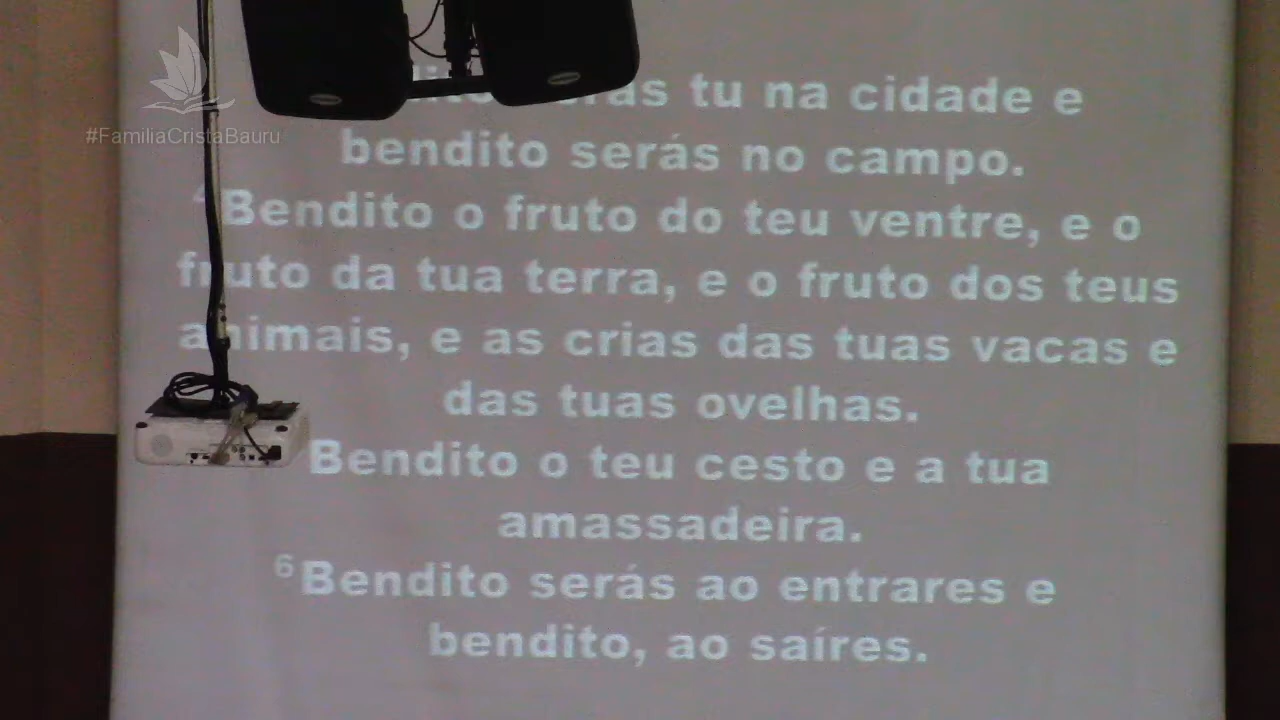 #FamiliaCristaBauru
tu na cidade e
bendito serás no campo.
Bendito o fruto do teu ventre, e o
fruto da tua terra, e o fruto dos teus
animais, e as crias das tuas vacas e
das tuas ovelhas.
Bendito o teu cesto e a tua
amassadeira.
6 Bendito serás ao entrares e
bendito, ao saíres.